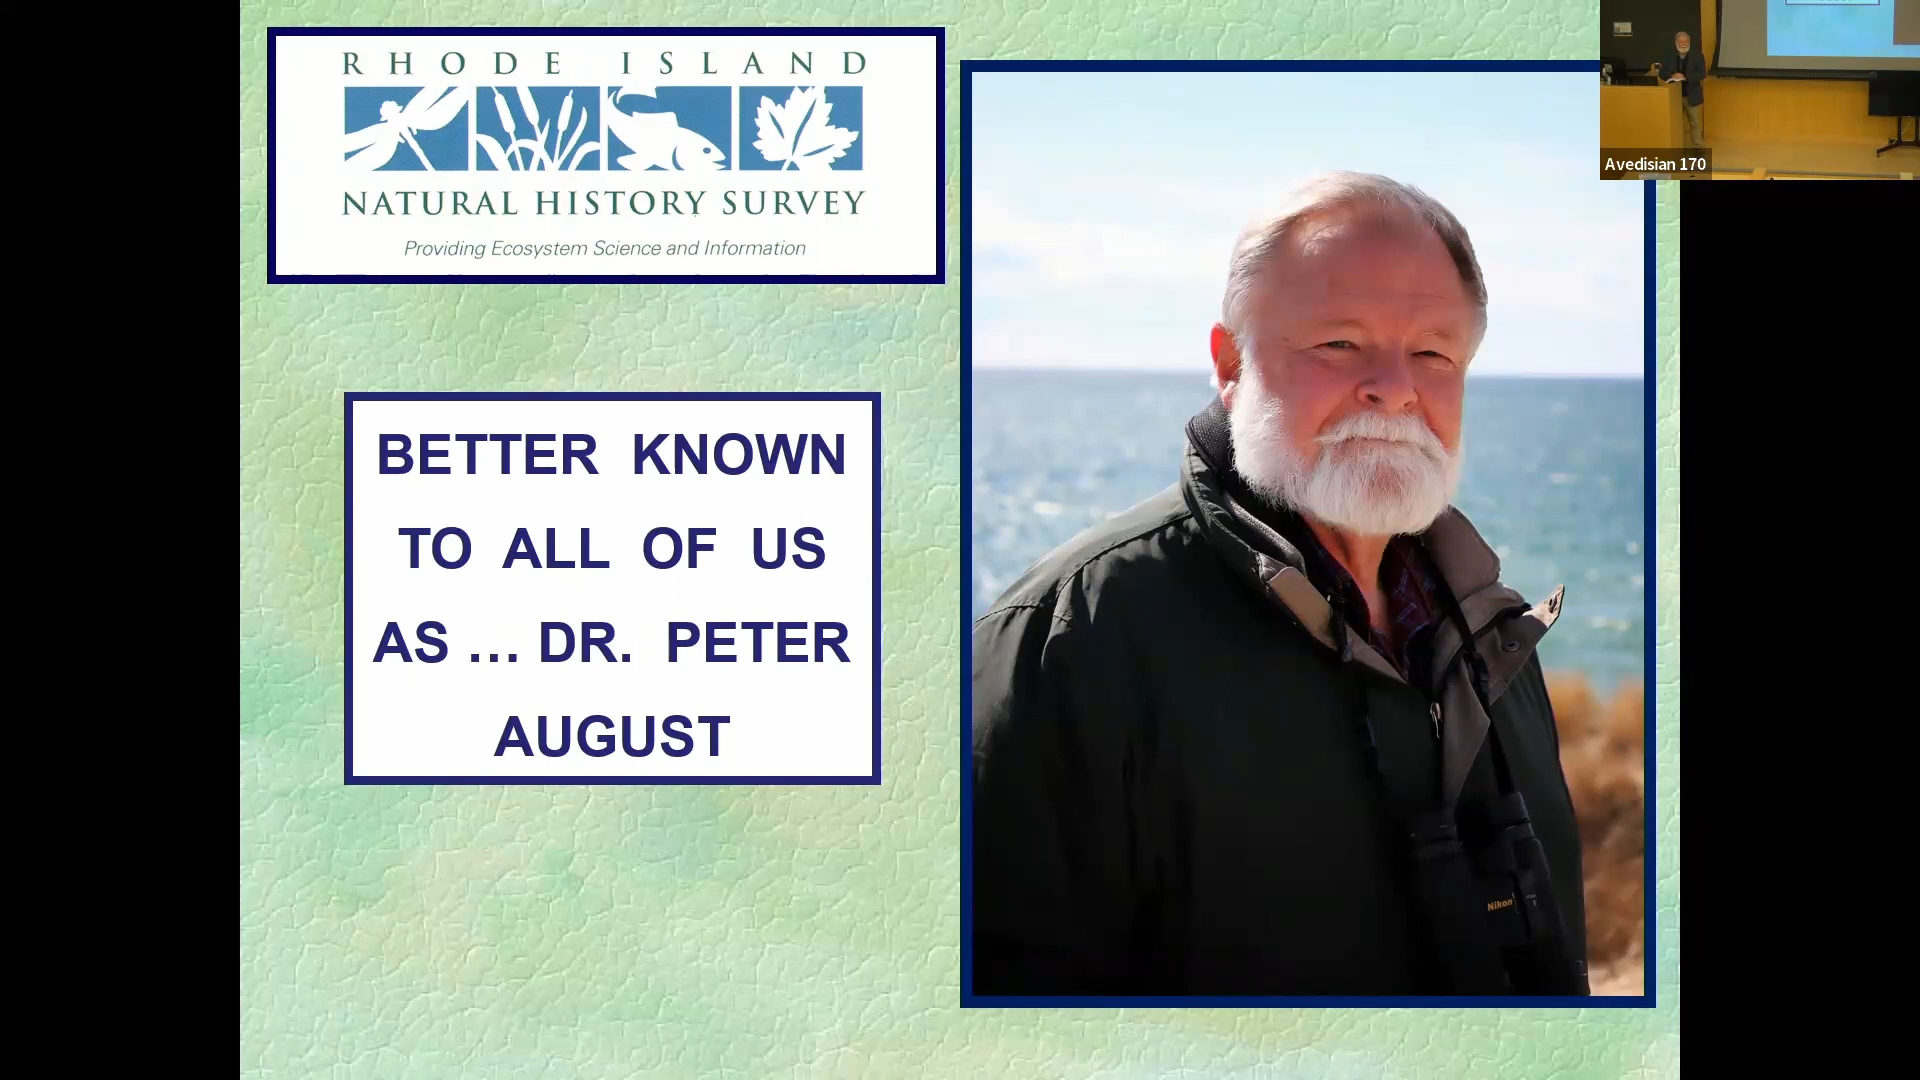 RHODE ISLAND
NATURAL HISTORY SURVEY
Providing Ecosystem Science and Information
BETTER KNOWN
TO ALL OF US
AS ... DR. PETER
AUGUST
Avedisian 170
Nikon